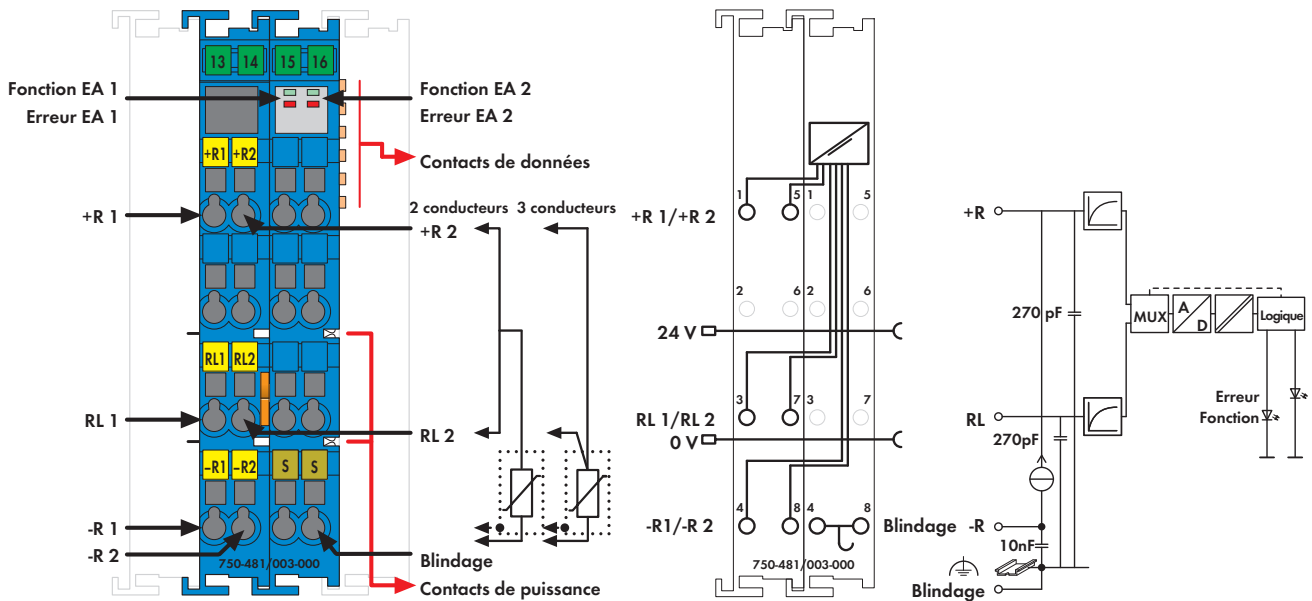 13 14 15 16
Fonction EA 1
Erreur EA 1
Fonction EA 2
Erreur EA 2
Contacts de données
+R1 +R2
+R 1
+R 2
2 conducteurs
3 conducteurs
RL1 RL2
RL 1
RL 2
-R1 -R2 S S
-R 1
-R 2
Blindage
750-481/003-000
Contacts de puissance
1 5 1 5
+R 1/+R 2
2 6 2 6
24 V
3 7 3 7
RL 1/RL 2
0 V
4 8 4 8
-R1/-R 2
Blindage
750-481/003-000
+R
270 pF
MUX
A
D
Logique
RL
270pF
Erreur
Fonction
-R
10nF
Blindage